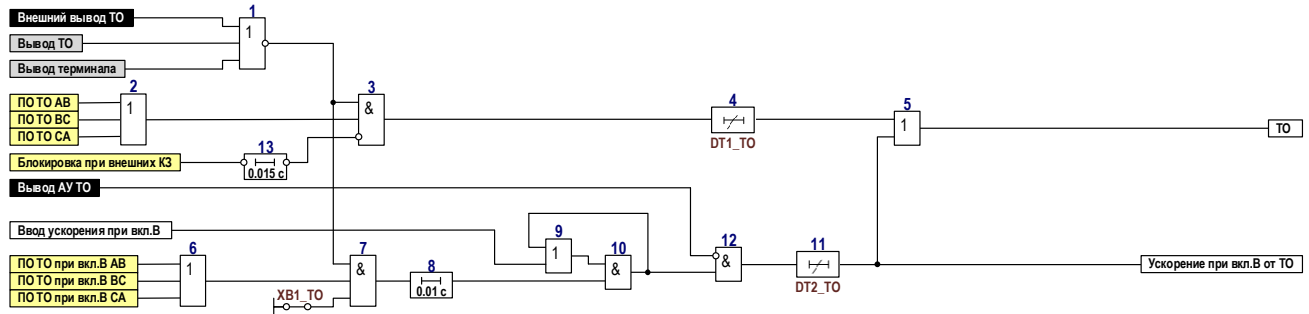 Внешний вывод ТО
1
1
Вывод ТО
Вывод терминала
2
3
4
5
ПО ТО АВ
1
&
1
ПО ТО ВС
ПО ТО СА
DT1_ТО
ТО
13
Блокировка при внешних КЗ
0.015 с
Вывод АУ ТО
Ввод ускорения при вкл.В
9
10
12
11
1
&
&
6
7
8
ПО ТО при вкл.В АВ
1
&
Ускорение при вкл.В от ТО
ПО ТО при вкл.В ВС
0.01 с
DT2_ТО
ПО ТО при вкл.В СА
XB1_ТО